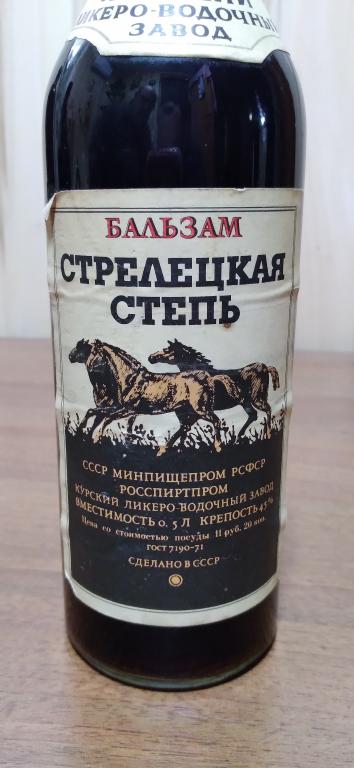 ЛИКЕРО-ВОДОЧНЫЙ
ЗАВОД
БАЛЬЗАМ
СТРЕЛЕЦКАЯ
СТЕПЬ
СССР МИНПИЩЕПРОМ РСФСР
РОССПИРТПРОМ
КУРСКИЙ ЛИКЕРО-ВОДОЧНЫЙ ЗАВОД
ВМЕСТИМОСТЬ 0.5Л КРЕПОСТЬ 45%
Цена со стоимостью посуды 11 руб. 20 коп.
ГОСТ 7190-71
СДЕЛАНО В СССР